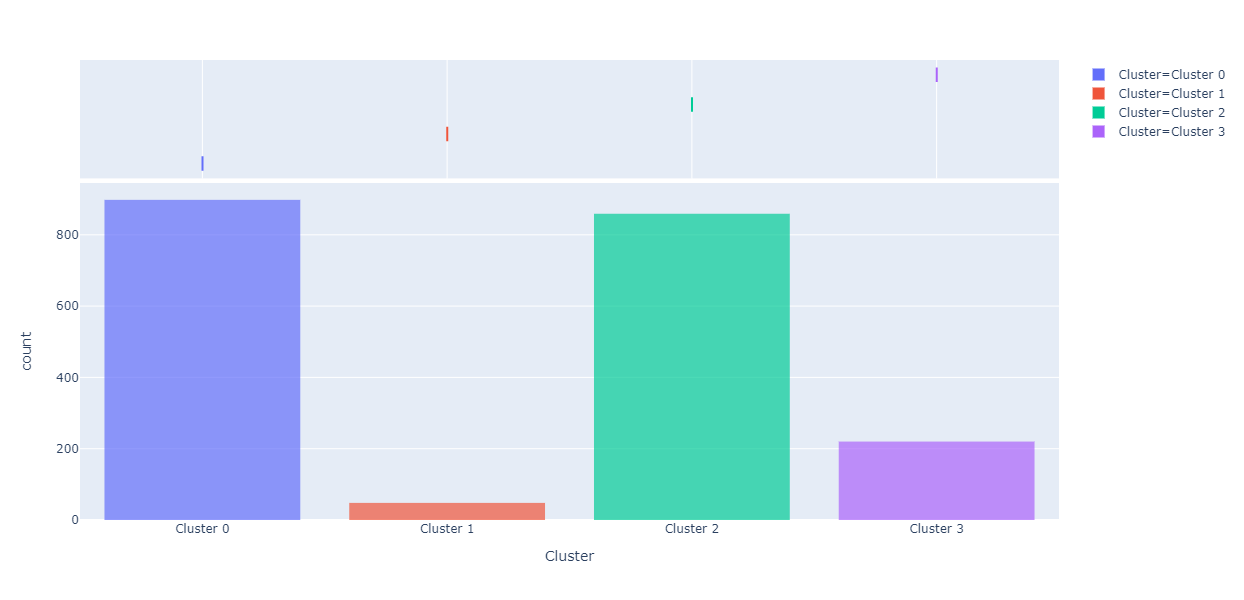 Cluster=Cluster 0
Cluster=Cluster 1
Cluster=Cluster 2
Cluster=Cluster 3
800
600
400
200
0
count
Cluster 0
Cluster 1
Cluster 2
Cluster 3
Cluster